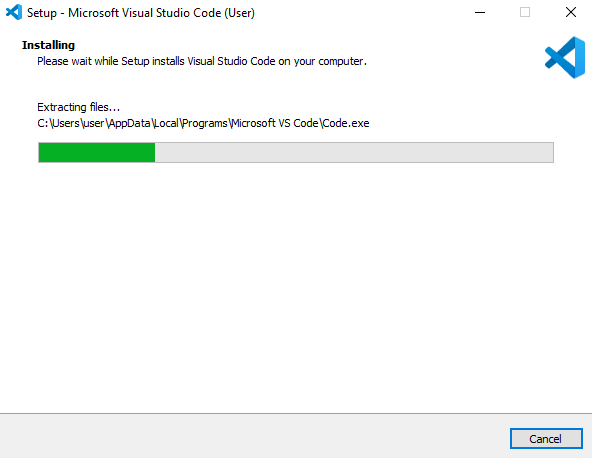 Setup - Microsoft Visual Studio Code (User)
Installing
Please wait while Setup installs Visual Studio Code on your computer.
Extracting files...
C:\Users\user\AppData\Local\Programs\Microsoft VS Code\Code.exe
Cancel